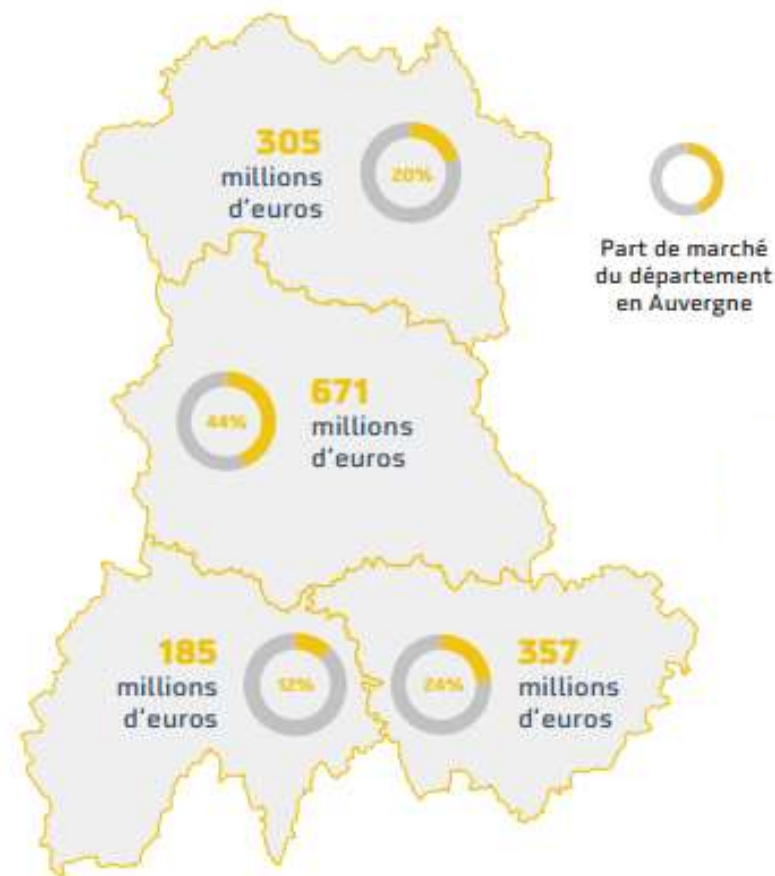 305
millions
d'euros
20%
Part de marché
du département
en Auvergne
44%
671
millions
d'euros
185
millions
d'euros
12%
24%
357
millions
d'euros